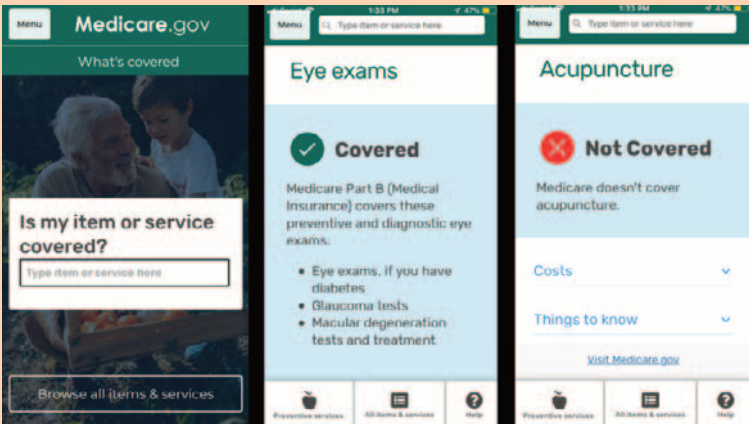 Menu
Medicare.gov
What's covered
Is my item or service
covered?
Type item or service here
Browse all items & services
1:33 PM
47%
Menu
Type item or service here
Eye exams
Covered
Medicare Part B (Medical
Insurance) covers these
preventive and diagnostic eye
exams:
• Eye exams, if you have
diabetes
• Glaucoma tests
• Macular degeneration
tests and treatment
Preventive services
All items & services
Help
1:33 PM
47%
Menu
Type item or service here
Acupuncture
Not Covered
Medicare doesn't cover
acupuncture.
Costs
Things to know
Visit Medicare.gov
Preventive services
All items & services
Help